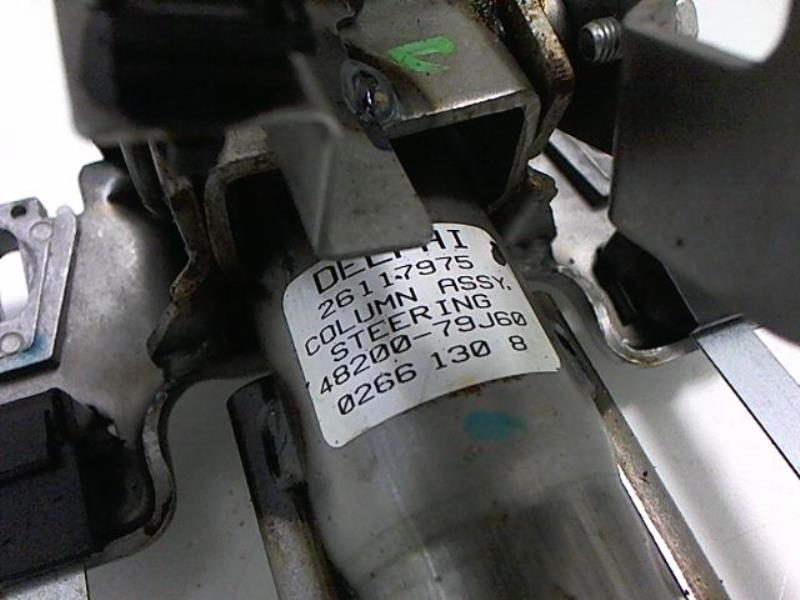 DELPHI
26117975
COLUMN ASSY,
STEERING
48200-79J60
0266 130 8